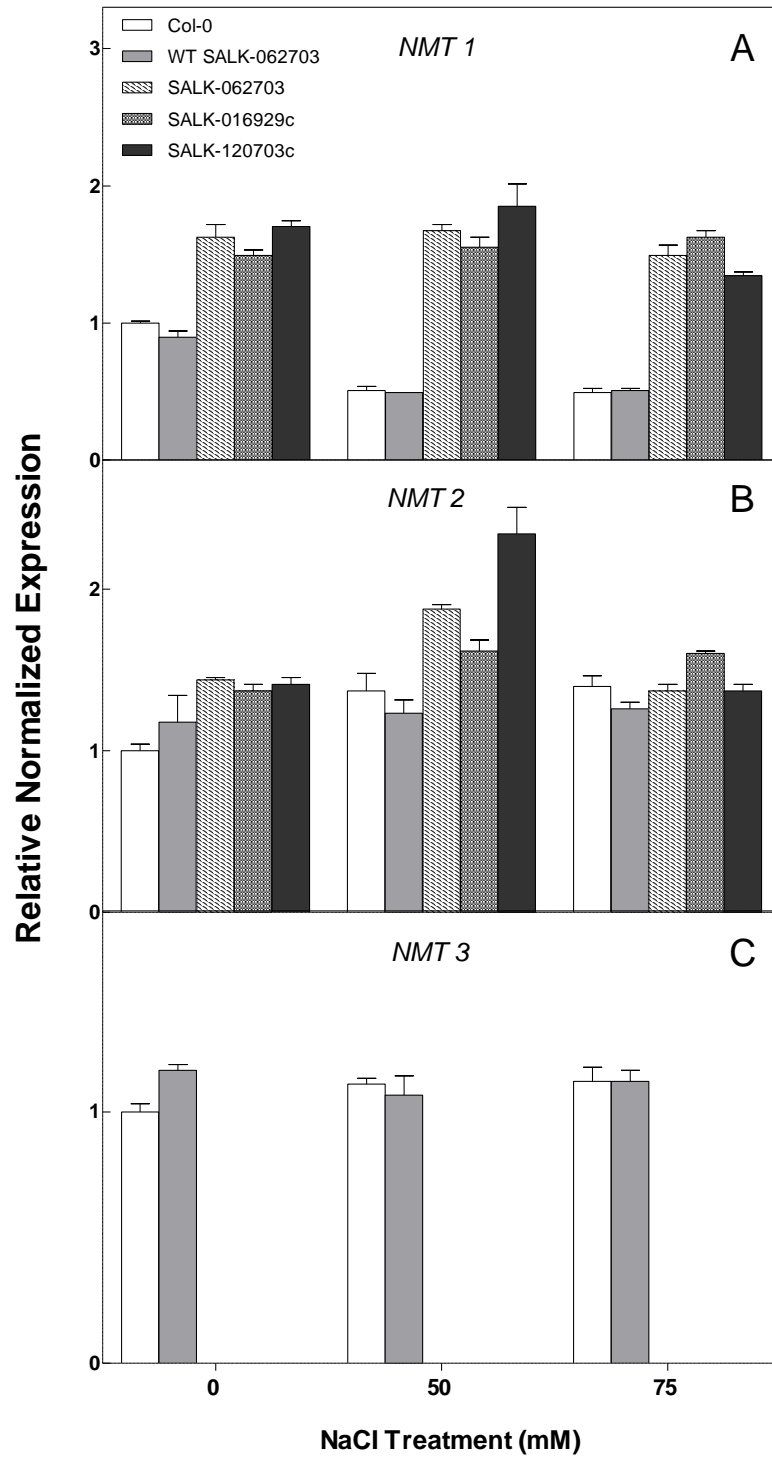 Col-0
WT SALK-062703
SALK-062703
SALK-016929c
SALK-120703c
NMT 1
A
3
2
1
0
NMT 2
B
2
1
0
NMT 3
C
1
0
Relative Normalized Expression
0 50 75
NaCl Treatment (mM)